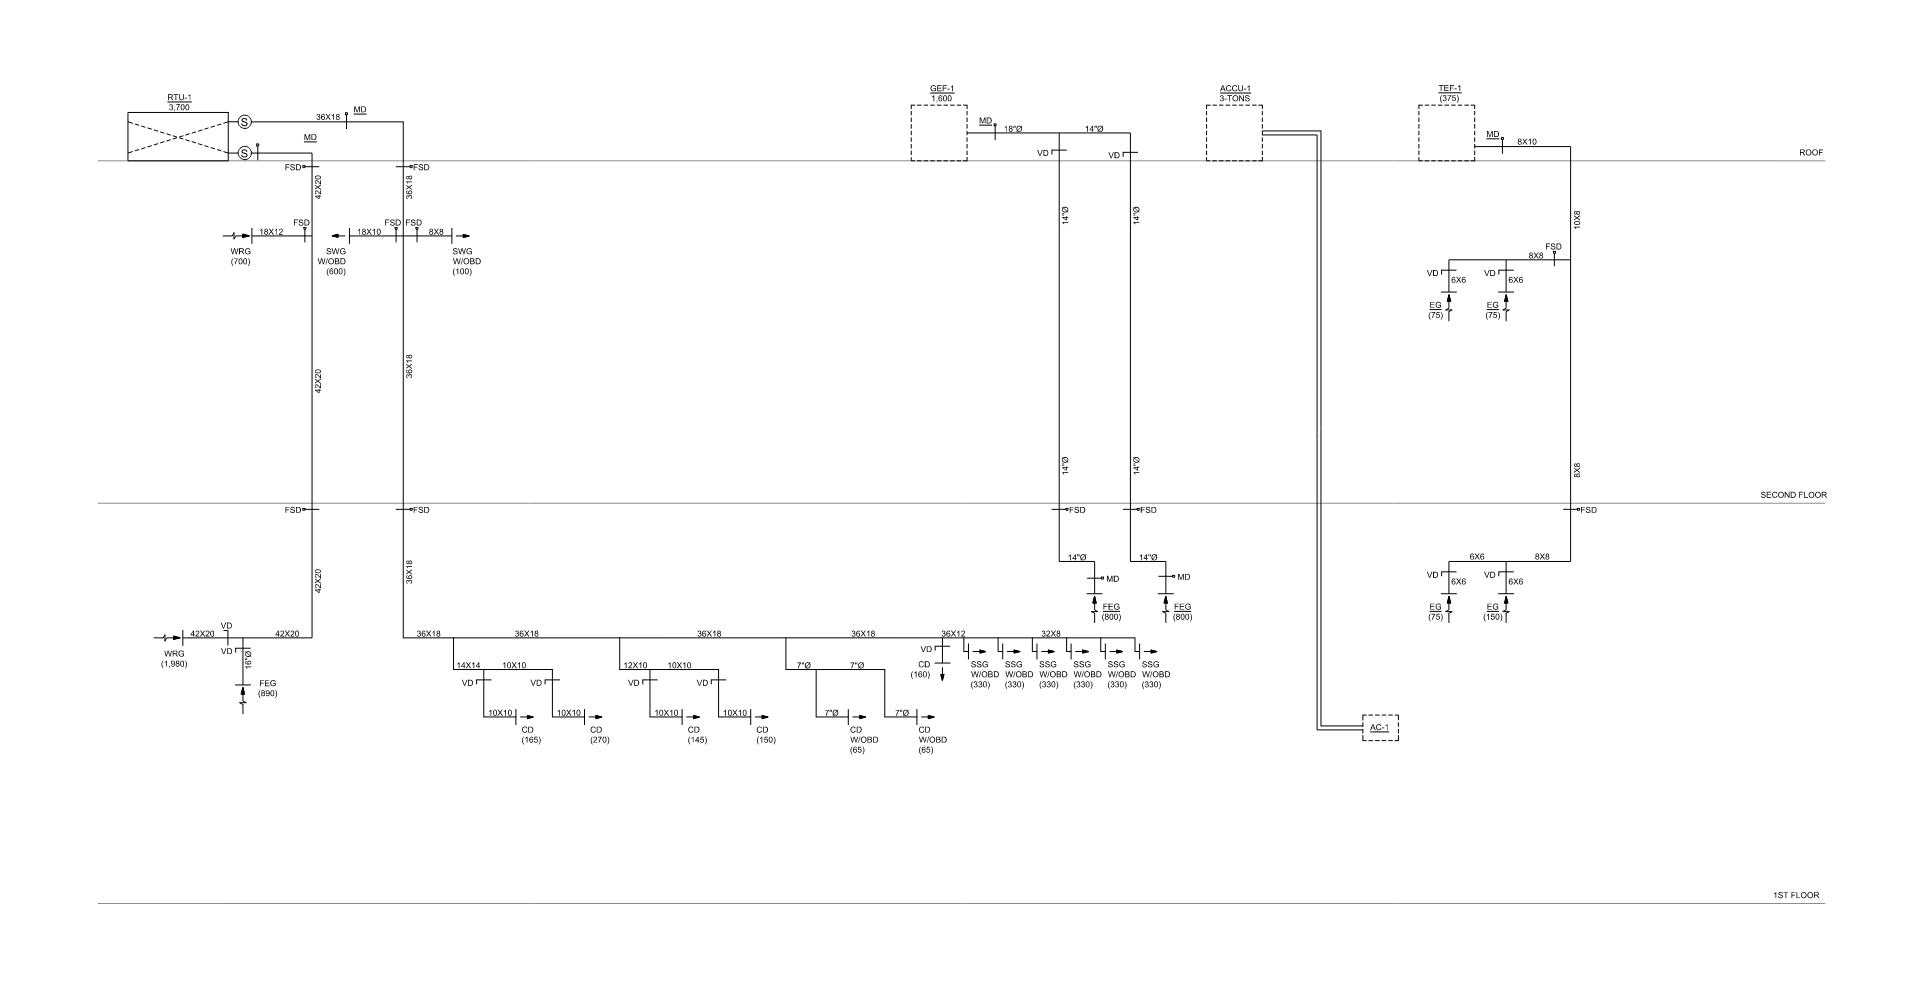 RTU-1
3,700
S
S
36X18
MD
MD
GEF-1
1,600
MD
18"Ø
14"Ø
VD
VD
ACCU-1
3-TONS
TEF-1
(375)
MD
8X10
ROOF
FSD
FSD
42X20
36X18
14"Ø
14"Ø
10X8
18X12
FSD
WRG
(700)
18X10
FSD
FSD
8X8
SWG
W/OBD
(600)
SWG
W/OBD
(100)
FSD
8X8
VD
VD
6X6
6X6
EG
(75)
EG
(75)
42X20
36X18
14"Ø
14"Ø
8X8
SECOND FLOOR
FSD
FSD
FSD
FSD
FSD
42X20
36X18
14"Ø
14"Ø
MD
MD
FEG
(800)
FEG
(800)
6X6
8X8
VD
VD
6X6
6X6
EG
(75)
EG
(150)
42X20
VD
42X20
VD
16"Ø
WRG
(1,980)
FEG
(890)
36X18
36X18
36X18
36X18
36X12
32X8
14X14
10X10
VD
VD
10X10
10X10
CD
(165)
CD
(270)
12X10
10X10
VD
VD
10X10
10X10
CD
(145)
CD
(150)
7"Ø
7"Ø
7"Ø
7"Ø
CD
W/OBD
(65)
CD
W/OBD
(65)
VD
CD
(160)
SSG
W/OBD
(330)
SSG
W/OBD
(330)
SSG
W/OBD
(330)
SSG
W/OBD
(330)
SSG
W/OBD
(330)
SSG
W/OBD
(330)
AC-1
1ST FLOOR